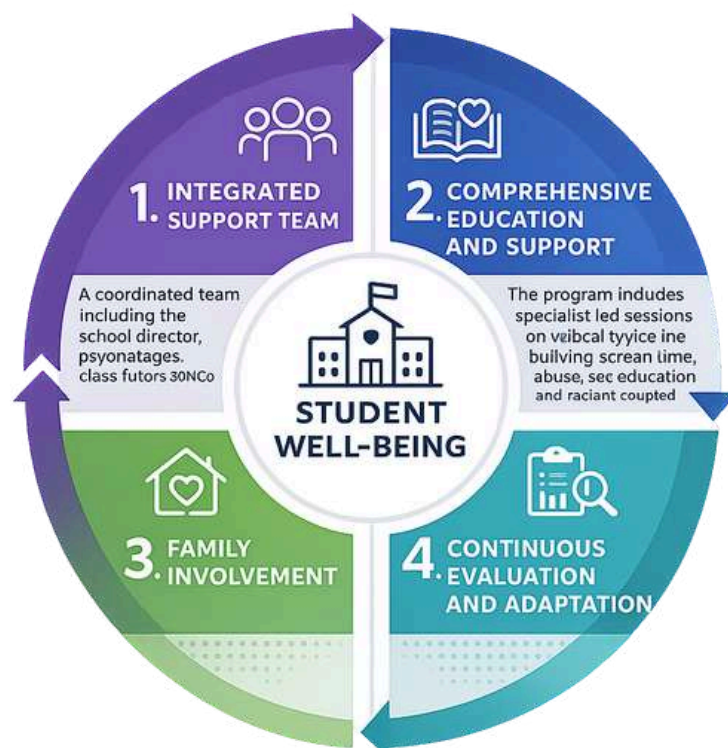 1. INTEGRATED
SUPPORT TEAM
A coordinated team
including the
school director,
psyonatages.
class futors 30NCo
2. COMPREHENSIVE
EDUCATION
AND SUPPORT
The program indudes
specialist led sessions
on veibcal tyyice ine
builving screan time,
abuse, sec education
and raciant coupted
STUDENT
WELL-BEING
3. FAMILY
INVOLVEMENT
4. CONTINUOUS
EVALUATION
AND ADAPTATION